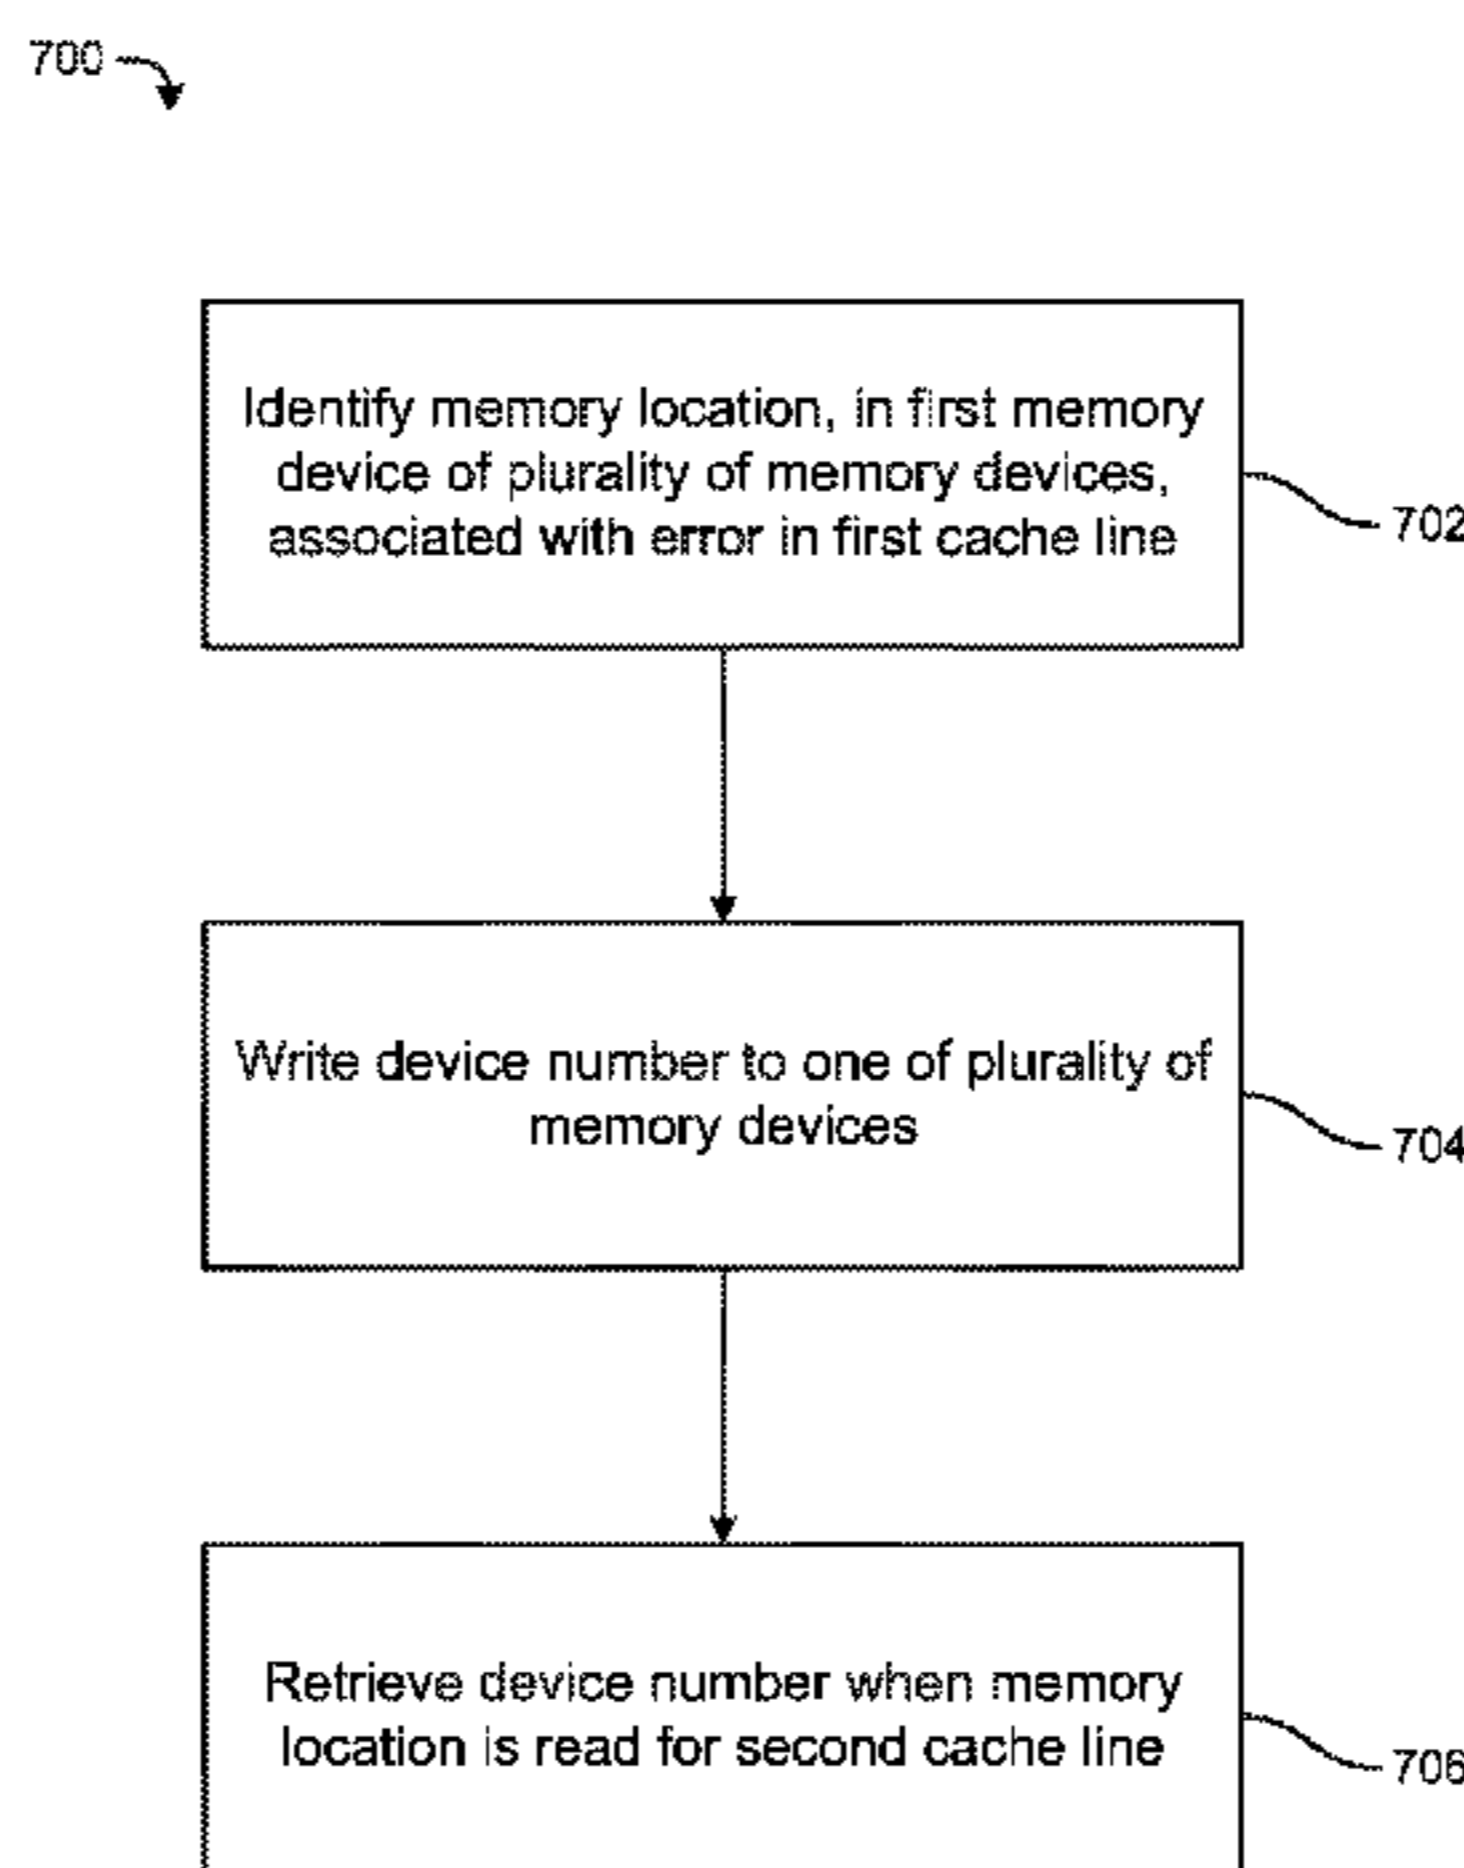 700
Identify memory location, in first memory
device of plurality of memory devices,
associated with error in first cache line
702
Write device number to one of plurality of
memory devices
704
Retrieve device number when memory
location is read for second cache line
706